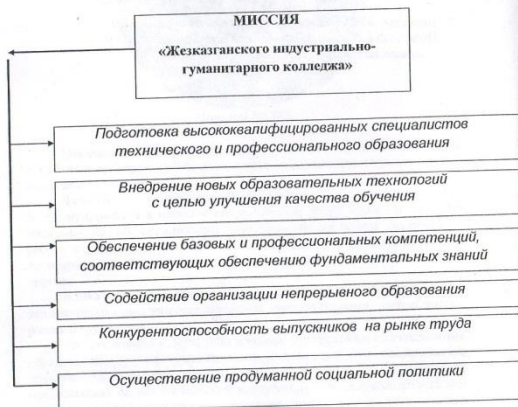 МИССИЯ
«Жезказганского индустриально-
гуманитарного колледжа»
Подготовка высококвалифицированных специалистов
технического и профессионального образования
Внедрение новых образовательных технологий
с целью улучшения качества обучения
Обеспечение базовых и профессиональных компетенций,
соответствующих обеспечению фундаментальных знаний
Содействие организации непрерывного образования
Конкурентоспособность выпускников на рынке труда
Осуществление продуманной социальной политики